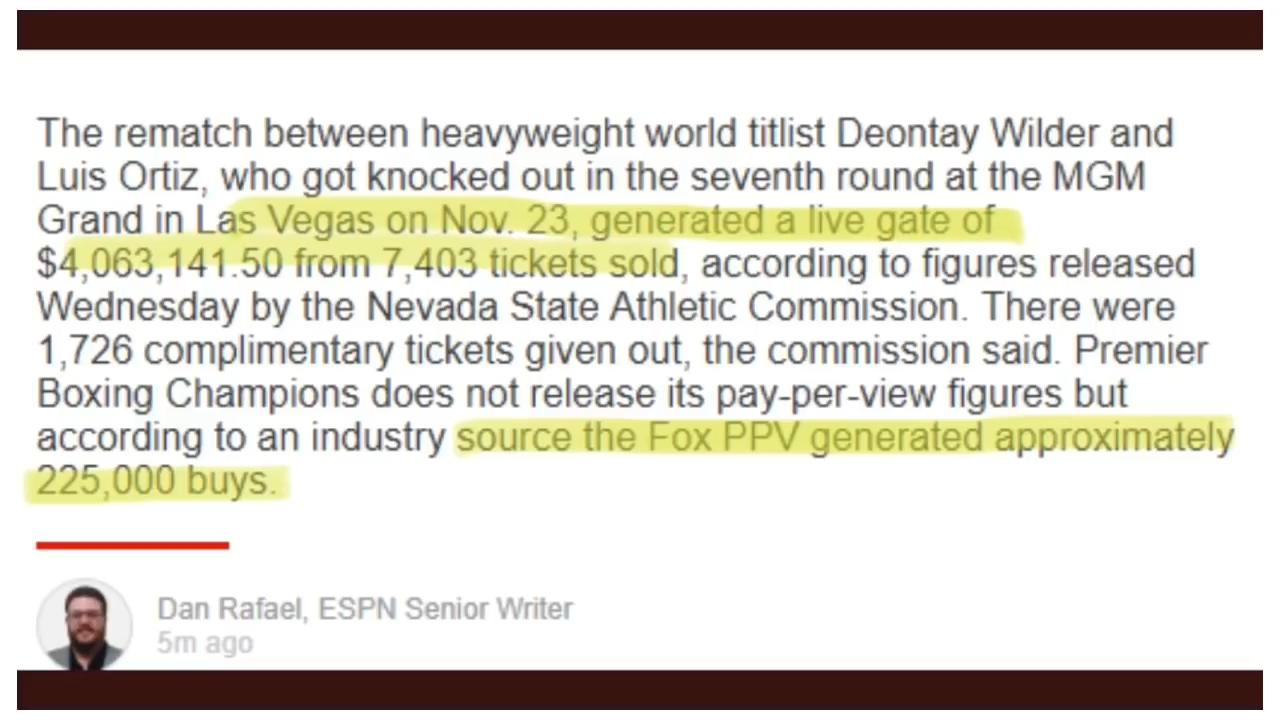 The rematch between heavyweight world titlist Deontay Wilder and
Luis Ortiz, who got knocked out in the seventh round at the MGM
Grand in Las Vegas on Nov. 23, generated a live gate of
$4,063,141.50 from 7,403 tickets sold, according to figures released
Wednesday by the Nevada State Athletic Commission. There were
1,726 complimentary tickets given out, the commission said. Premier
Boxing Champions does not release its pay-per-view figures but
according to an industry source the Fox PPV generated approximately
225,000 buys.
Dan Rafael, ESPN Senior Writer
5m ago